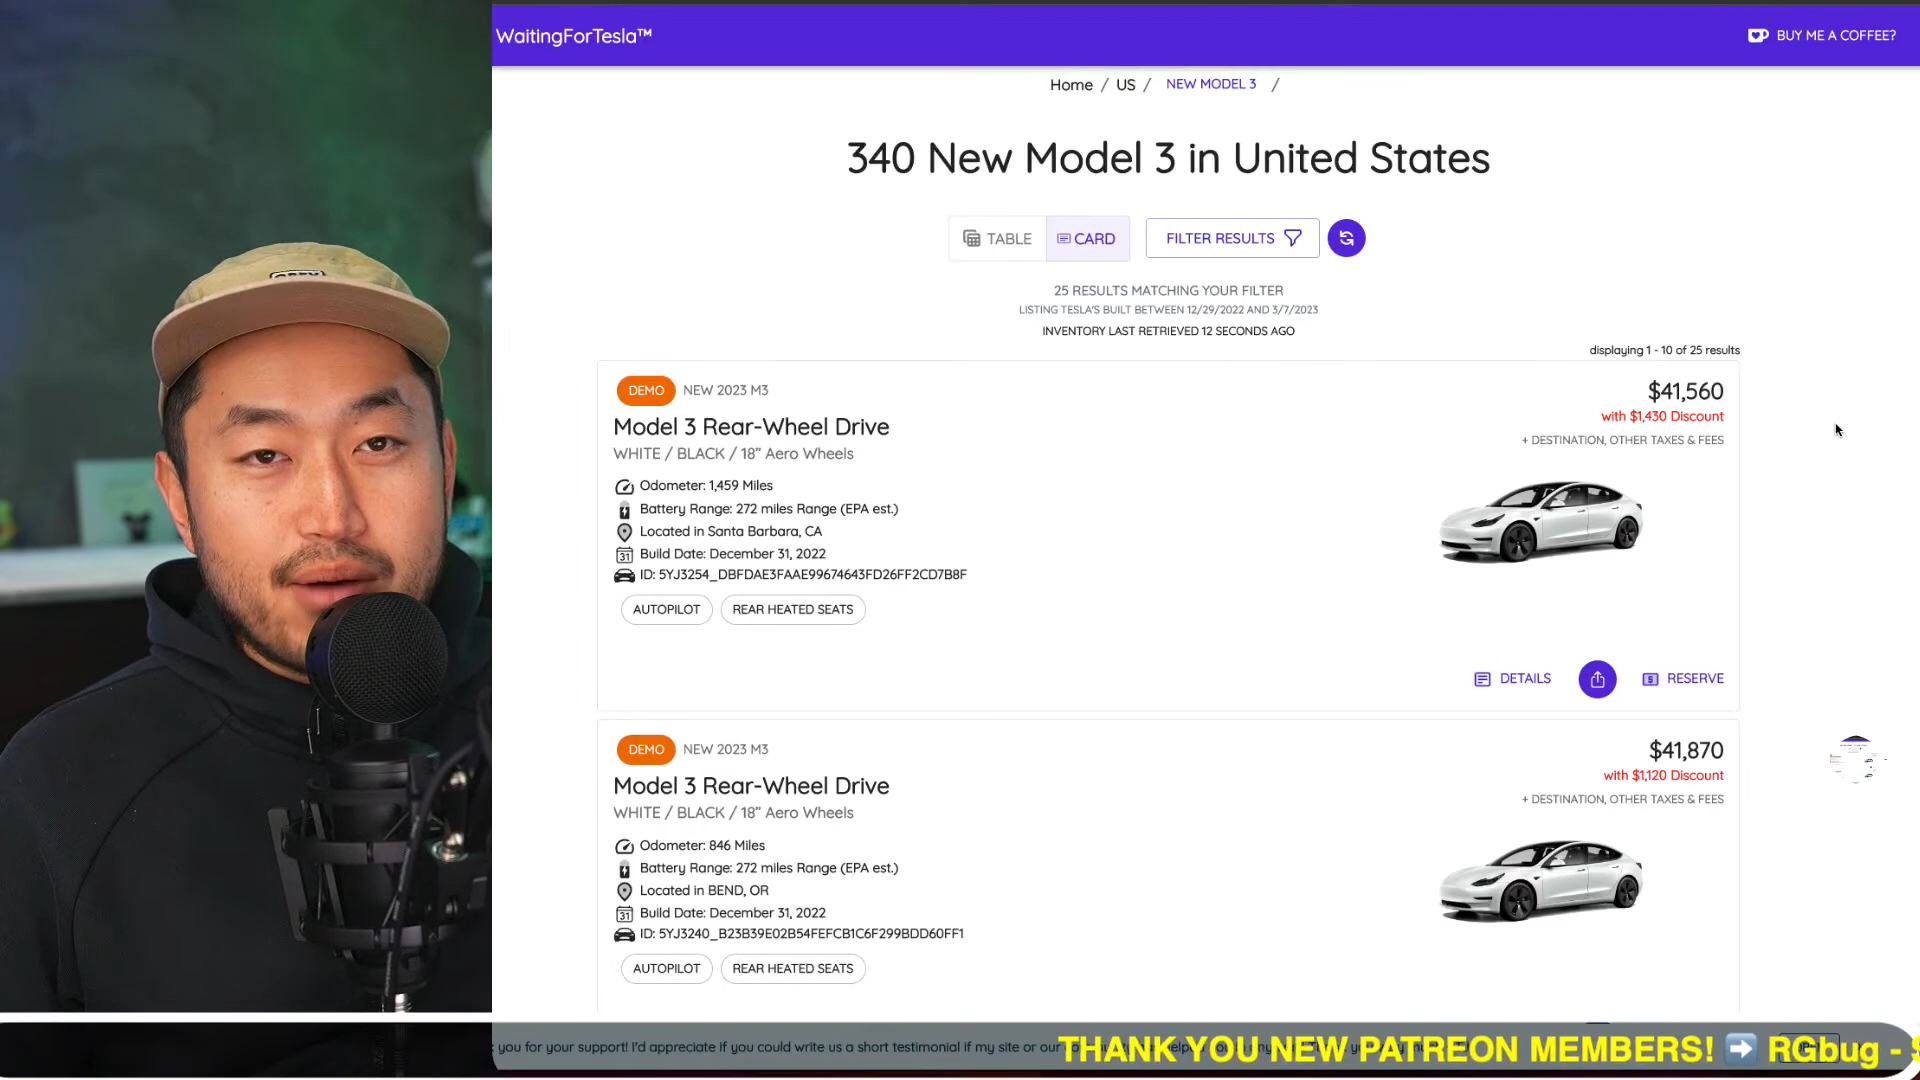 WaitingForTesla™
BUY ME A COFFEE?
Home / US / NEW MODEL 3 /
340 New Model 3 in United States
TABLE
CARD
FILTER RESULTS
25 RESULTS MATCHING YOUR FILTER
LISTING TESLA'S BUILT BETWEEN 12/29/2022 AND 3/7/2023
INVENTORY LAST RETRIEVED 12 SECONDS AGO
displaying 1 - 10 of 25 results
DEMO NEW 2023 M3
$41,560
Model 3 Rear-Wheel Drive
with $1,430 Discount
WHITE / BLACK / 18” Aero Wheels
+ DESTINATION, OTHER TAXES & FEES
Odometer: 1,459 Miles
Battery Range: 272 miles Range (EPA est.)
Located in Santa Barbara, CA
Build Date: December 31, 2022
ID: 5YJ3254_DBFDAE3FAAE99674643FD26FF2CD7B8F
AUTOPILOT
REAR HEATED SEATS
DETAILS
RESERVE
DEMO NEW 2023 M3
$41,870
Model 3 Rear-Wheel Drive
with $1,120 Discount
WHITE / BLACK / 18” Aero Wheels
+ DESTINATION, OTHER TAXES & FEES
Odometer: 846 Miles
Battery Range: 272 miles Range (EPA est.)
Located in BEND, OR
Build Date: December 31, 2022
ID: 5YJ3240_B23B39E02B54FEFCB1C6F299BDD60FF1
AUTOPILOT
REAR HEATED SEATS
you for your support! I'd appreciate if you could write us a short testimonial if my site or our
THANK YOU NEW PATREON MEMBERS! ➡ RGbug -